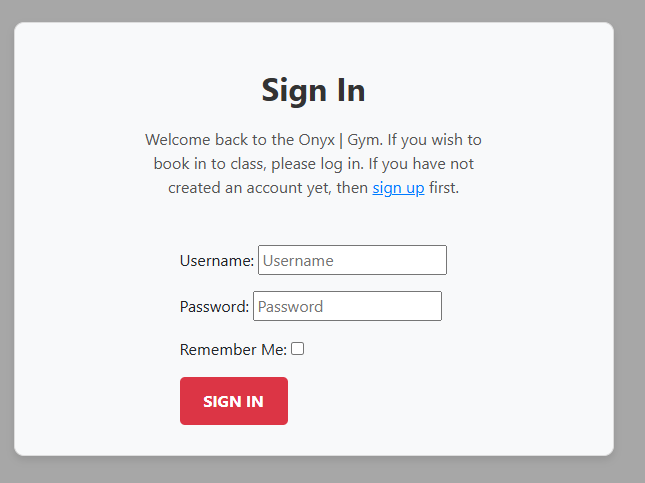 Sign In
Welcome back to the Onyx | Gym. If you wish to
book in to class, please log in. If you have not
created an account yet, then sign up first.
Username: Username
Password: Password
Remember Me:
SIGN IN